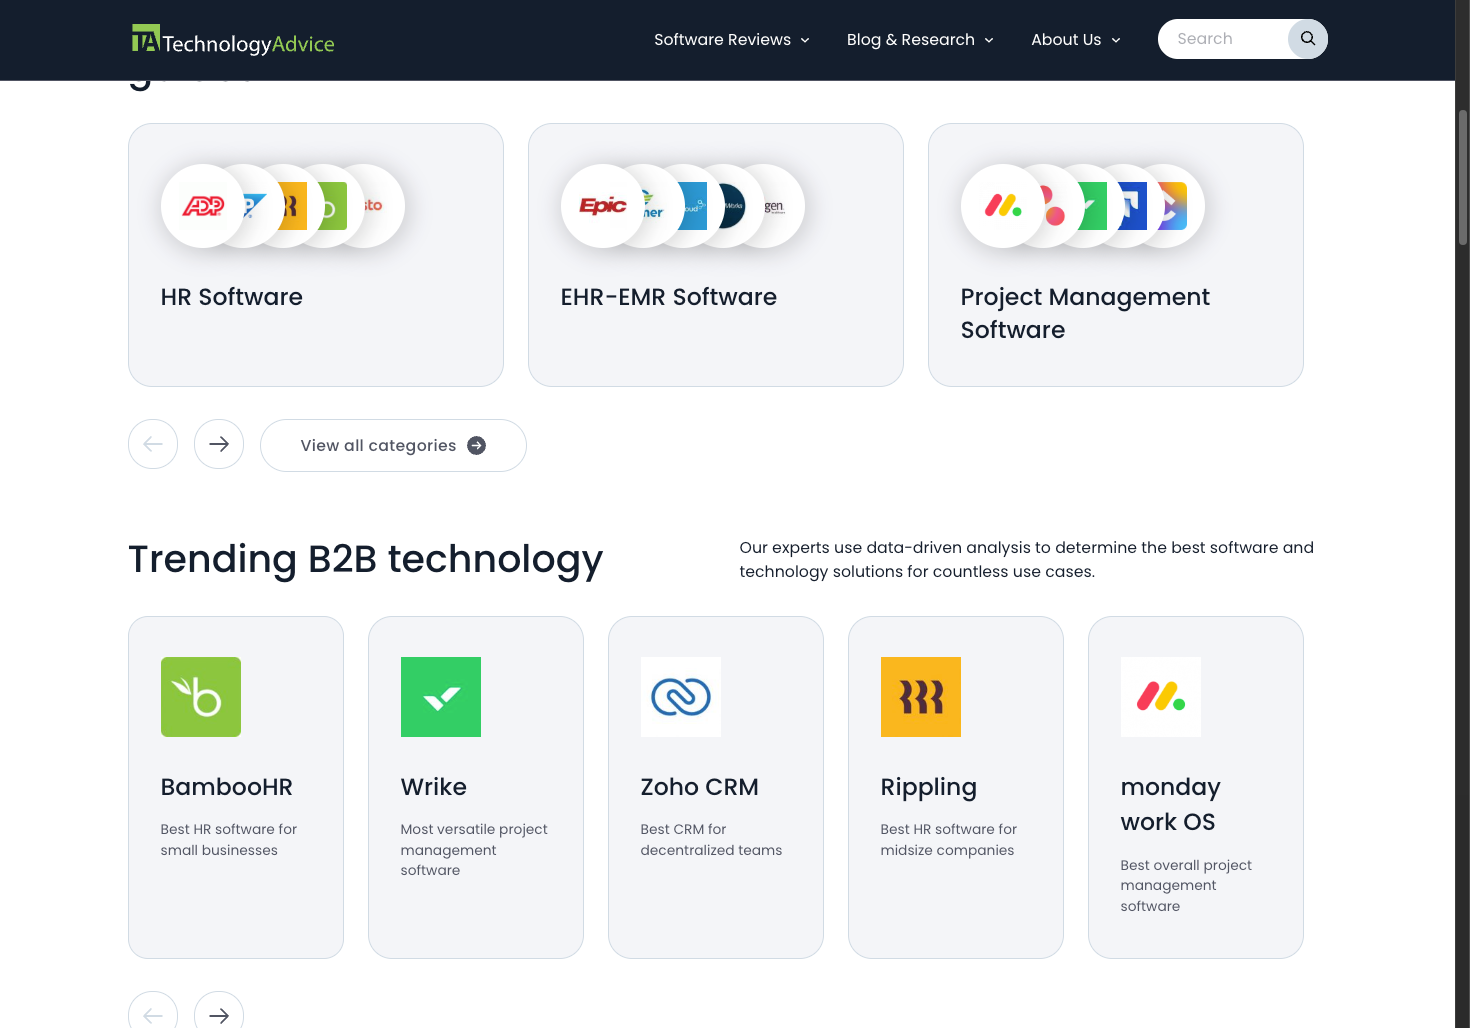 TechnologyAdvice
Software Reviews
Blog & Research
About Us
Search
ADP
Epic
HR Software
EHR-EMR Software
Project Management
Software
View all categories
Trending B2B technology
Our experts use data-driven analysis to determine the best software and
technology solutions for countless use cases.
BambooHR
Best HR software for
small businesses
Wrike
Most versatile project
management
software
Zoho CRM
Best CRM for
decentralized teams
Rippling
Best HR software for
midsize companies
monday
work OS
Best overall project
management
software